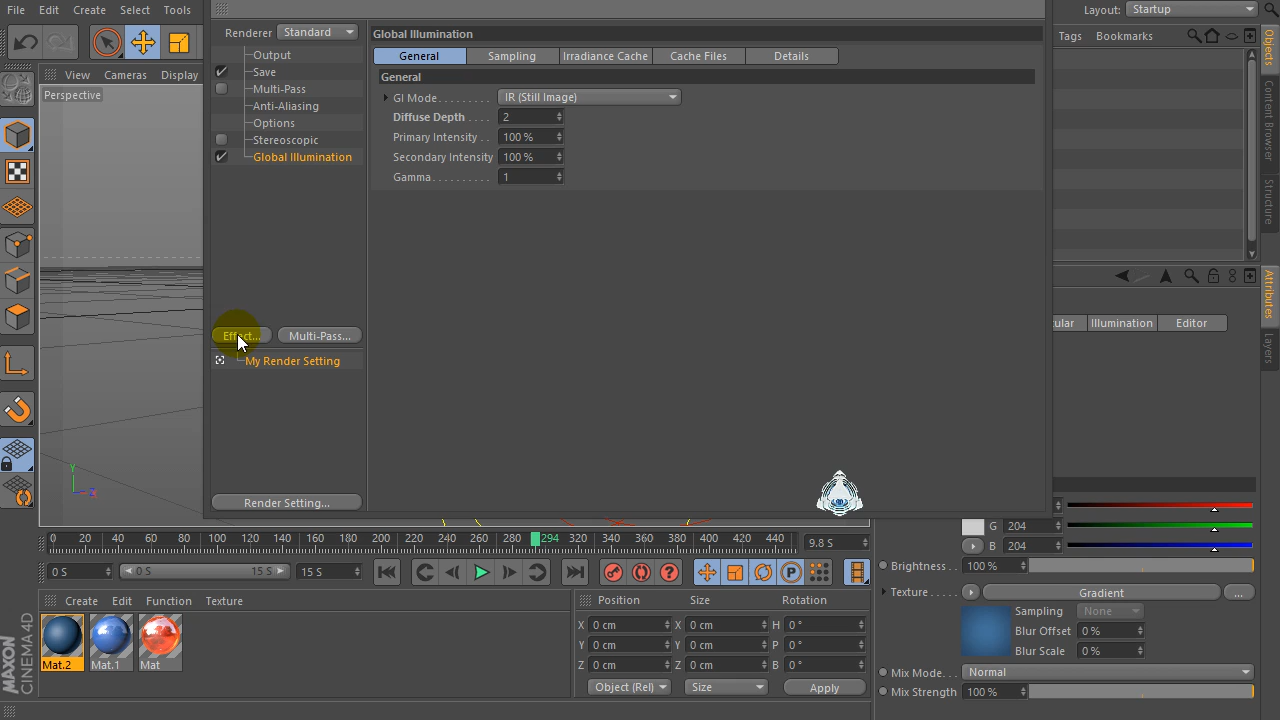 File Edit Create Select Tools
Layout: Startup
Renderer Standard
Output
Save
Multi-Pass
Anti-Aliasing
Options
Stereoscopic
Global Illumination
Effect... Multi-Pass...
My Render Setting
Render Setting...
Global Illumination
General Sampling Irradiance Cache Cache Files Details
General
GI Mode IR (Still Image)
Diffuse Depth 2
Primary Intensity 100 %
Secondary Intensity 100 %
Gamma 1
View Cameras Display
Perspective
Y
Tags Bookmarks
Objects
Content Browser
Structure
Attributes
Layers
Illumination Editor
G 204
B 204
Brightness 100 %
Texture Gradient ...
Sampling None
Blur Offset 0 %
Blur Scale 0 %
Mix Mode Normal
Mix Strength 100 %
0 20 40 60 80 100 120 140 160 180 200 220 240 260 280 294 320 340 360 380 400 420 440
9.8 S
0 S 0 S 15 S 15 S
P
Create Edit Function Texture
Mat.2 Mat.1 Mat
Position Size Rotation
X 0 cm X 0 cm H 0 °
Y 0 cm Y 0 cm P 0 °
Z 0 cm Z 0 cm B 0 °
Object (Rel) Size Apply
MAXON
CINEMA 4D